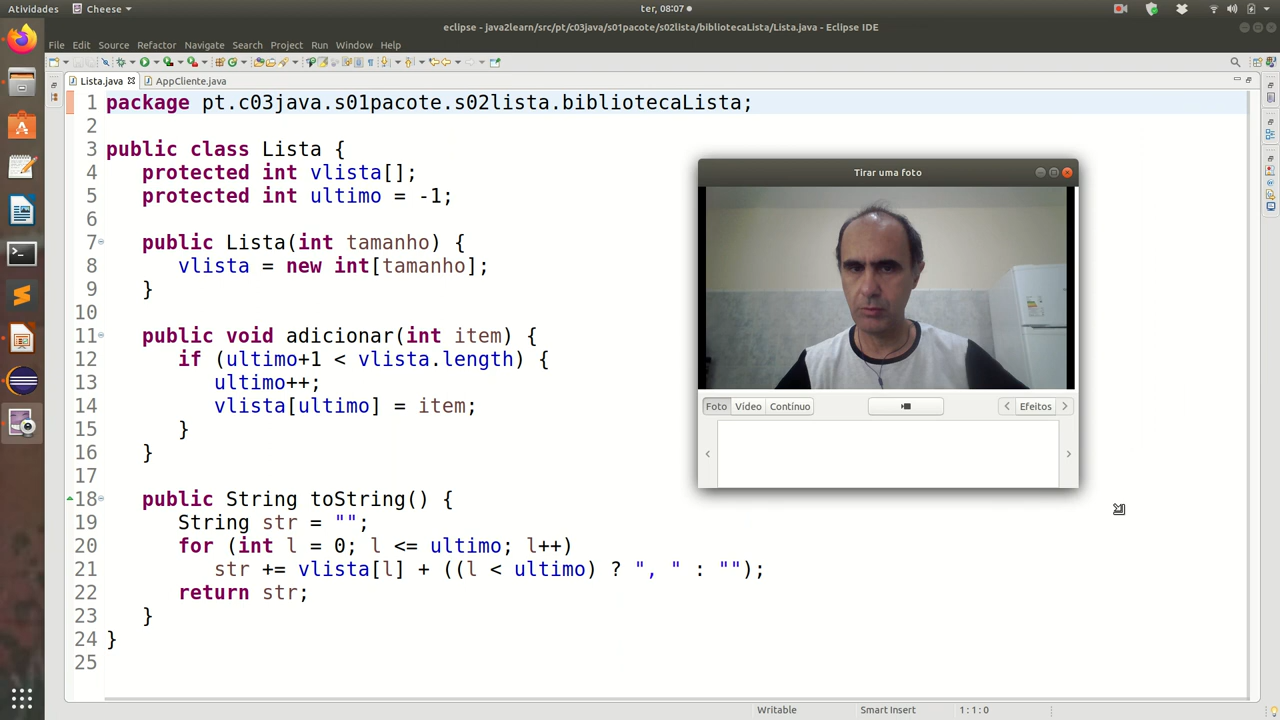 Atividades
Cheese
ter, 08:07
eclipse - java2learn/src/pt/c03java/s01pacote/s02lista/bibliotecaLista/Lista.java - Eclipse IDE
File Edit Source Refactor Navigate Search Project Run Window Help
Lista.java
AppCliente.java
1 package pt.c03java.s01pacote.s02lista.bibliotecaLista;
2
3 public class Lista {
4 protected int vlista[];
5 protected int ultimo = -1;
6
7 public Lista(int tamanho) {
8 vlista = new int[tamanho];
9 }
10
11 public void adicionar(int item) {
12 if (ultimo+1 < vlista.length) {
13 ultimo++;
14 vlista[ultimo] = item;
15 }
16 }
17
18 public String toString() {
19 String str = "";
20 for (int l = 0; l <= ultimo; l++)
21 str += vlista[l] + ((l < ultimo) ? ", " : "");
22 return str;
23 }
24 }
25
Tirar uma foto
Foto Vídeo Contínuo
Efeitos
Writable
Smart Insert
1 : 1 : 0